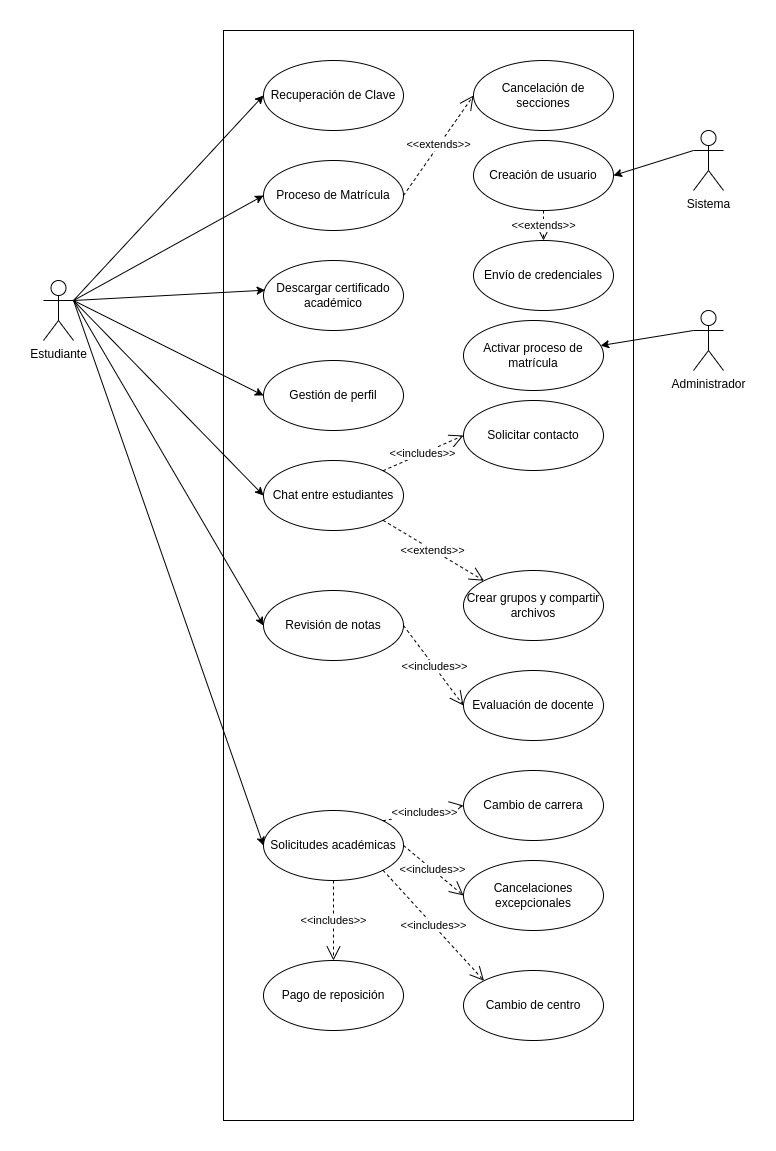 Recuperación de Clave
Cancelación de
secciones
<<extends>>
Proceso de Matrícula
Creación de usuario
Sistema
<<extends>>
Descargar certificado
académico
Envío de credenciales
Estudiante
Activar proceso de
matrícula
Administrador
Gestión de perfil
Solicitar contacto
<<includes>>
Chat entre estudiantes
<<extends>>
Crear grupos y compartir
archivos
Revisión de notas
<<includes>>
Evaluación de docente
Cambio de carrera
<<includes>>
Solicitudes académicas
<<includes>>
Cancelaciones
excepcionales
<<includes>>
<<includes>>
Pago de reposición
Cambio de centro